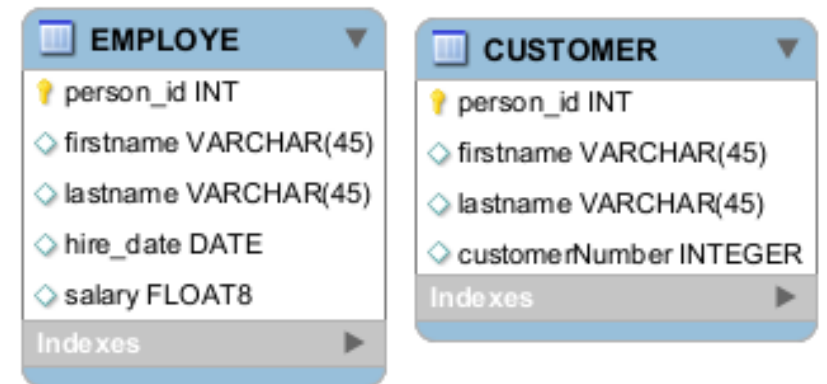 EMPLOYE
person_id INT
firstname VARCHAR(45)
lastname VARCHAR(45)
hire_date DATE
salary FLOAT8
Indexes
CUSTOMER
person_id INT
firstname VARCHAR(45)
lastname VARCHAR(45)
customerNumber INTEGER
Indexes